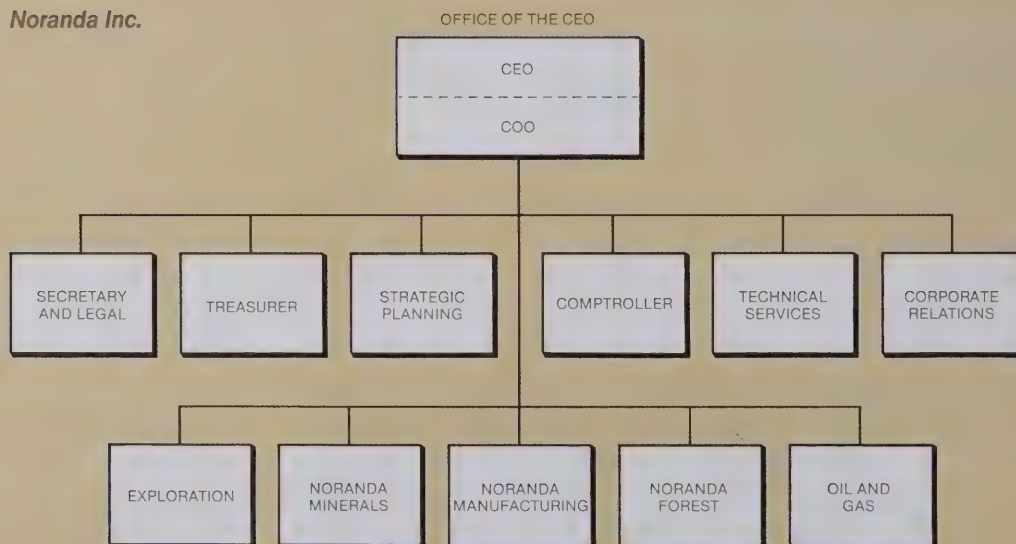 Noranda Inc.
OFFICE OF THE CEO
CEO
COO
SECRETARY
AND LEGAL
TREASURER
STRATEGIC
PLANNING
COMPTROLLER
TECHNICAL
SERVICES
CORPORATE
RELATIONS
EXPLORATION
NORANDA
MINERALS
NORANDA
MANUFACTURING
NORANDA
FOREST
OIL AND
GAS